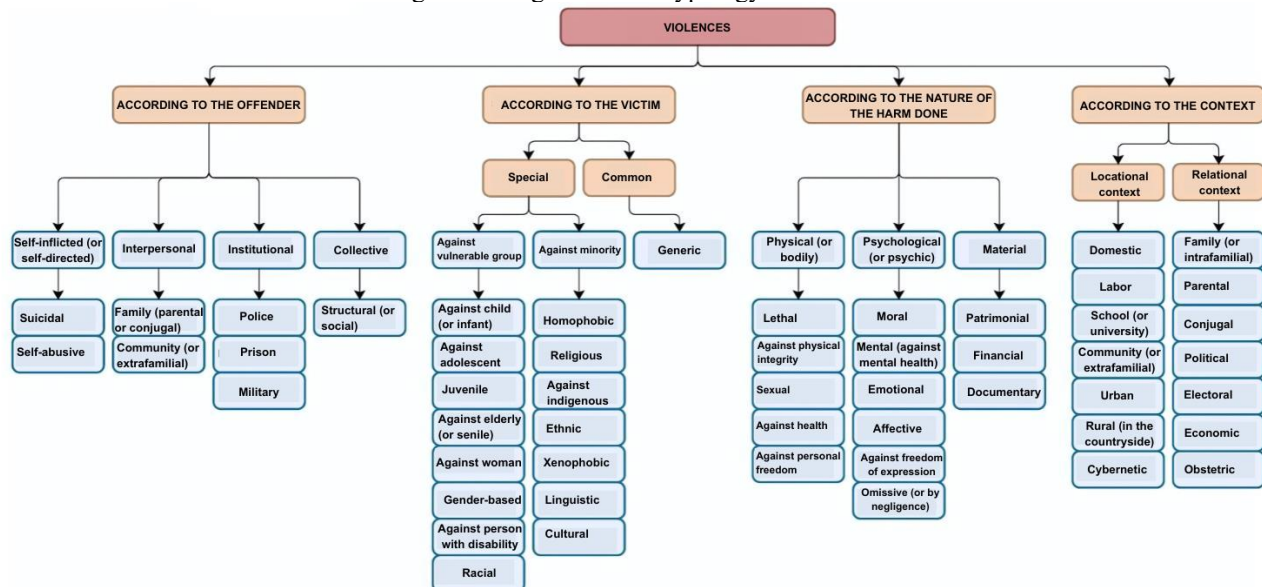 VIOLENCES
ACCORDING TO THE OFFENDER
ACCORDING TO THE VICTIM
ACCORDING TO THE NATURE OF
THE HARM DONE
ACCORDING TO THE CONTEXT
Special
Common
Locational
context
Relational
context
Self-inflicted (or
self-directed)
Interpersonal
Institutional
Collective
Against
vulnerable group
Against minority
Generic
Physical (or
bodily)
Psychological
(or psychic)
Material
Domestic
Family (or
intrafamilial)
Suicidal
Self-abusive
Family (parental
or conjugal)
Community (or
extrafamilial)
Police
Prison
Military
Structural (or
social)
Against child
(or infant)
Against
adolescent
Juvenile
Against elderly
(or senile)
Against woman
Gender-based
Against person
with disability
Racial
Homophobic
Religious
Against
indigenous
Ethnic
Xenophobic
Linguistic
Cultural
Lethal
Against physical
integrity
Sexual
Against health
Against personal
freedom
Moral
Mental (against
mental health)
Emotional
Affective
Against freedom
of expression
Omissive (or by
negligence)
Patrimonial
Financial
Documentary
Labor
School (or
university)
Community (or
extrafamilial)
Urban
Rural (in the
countryside)
Cybernetic
Parental
Conjugal
Political
Electoral
Economic
Obstetric